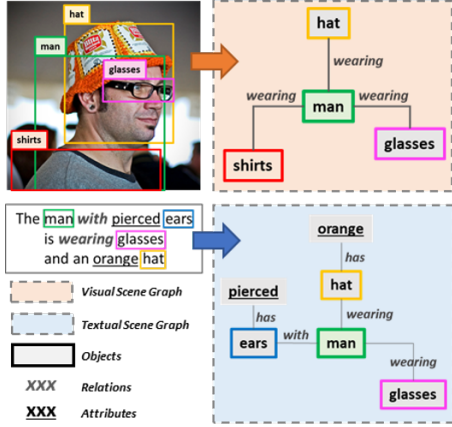 hat
man
glasses
shirts
hat
wearing
wearing
man
wearing
glasses
shirts
The man with pierced ears
is wearing glasses
and an orange hat
Visual Scene Graph
Textual Scene Graph
Objects
XXX Relations
XXX Attributes
orange
has
pierced
hat
has
wearing
ears
with
man
wearing
glasses